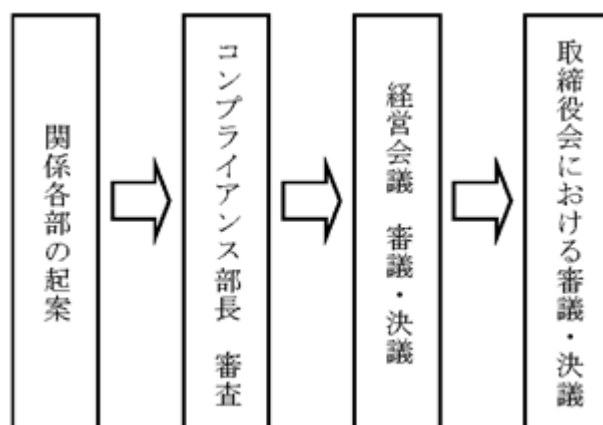 関係各部の起案
コンプライアンス部長　審査
経営会議　審議・決議
取締役会における審議・決議